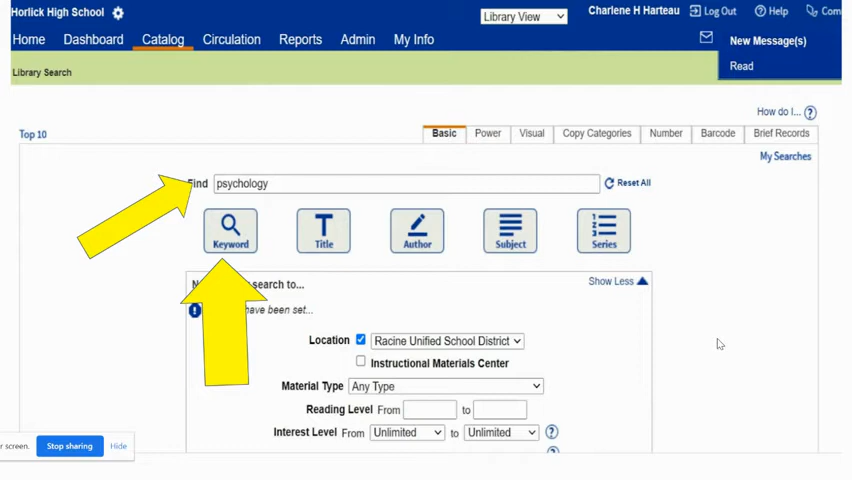 Horlick High School
Library View
Charlene H Harteau
Log Out
Help
Com
Home
Dashboard
Catalog
Circulation
Reports
Admin
My Info
New Message(s)
Read
Library Search
How do I...
Top 10
Basic
Power
Visual
Copy Categories
Number
Barcode
Brief Records
My Searches
Find
psychology
Reset All
Keyword
Title
Author
Subject
Series
search to...
Show Less
have been set...
Location
Racine Unified School District
Instructional Materials Center
Material Type
Any Type
Reading Level From
to
Interest Level From
Unlimited
to
Unlimited
r screen.
Stop sharing
Hide